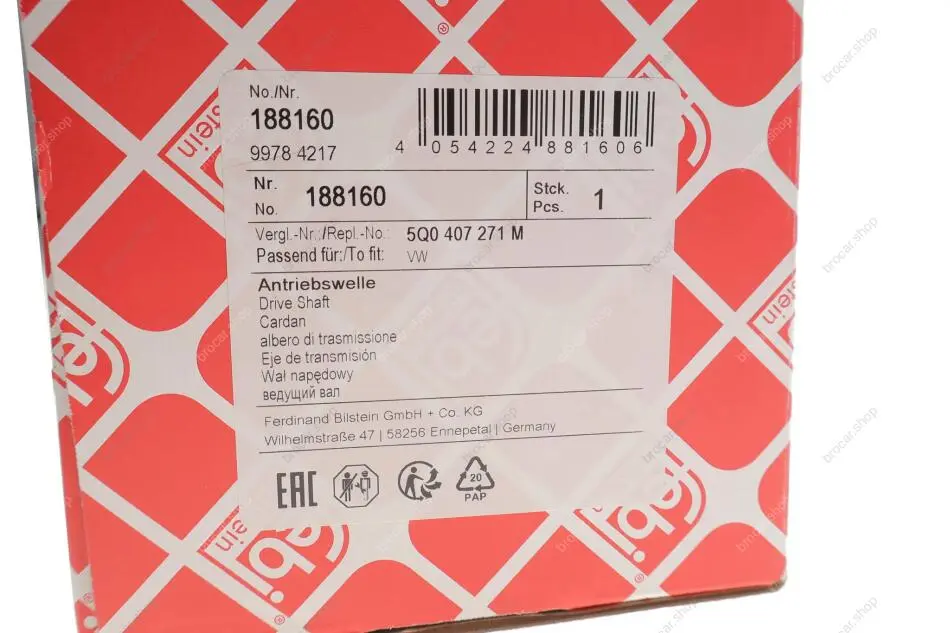 No./Nr.
188160
9978 4217
4 054224 881606
Nr.
No. 188160
Stck.
Pcs. 1
Vergl.-Nr.:/Repl.-No.: 5Q0 407 271 M
Passend für:/To fit: VW
Antriebswelle
Drive Shaft
Cardan
albero di trasmissione
Eje de transmisión
Wał napędowy
ведущий вал
Ferdinand Bilstein GmbH + Co. KG
Wilhelmstraße 47 | 58256 Ennepetal | Germany
EAC
20
PAP
febi
bilstein
brocar.shop